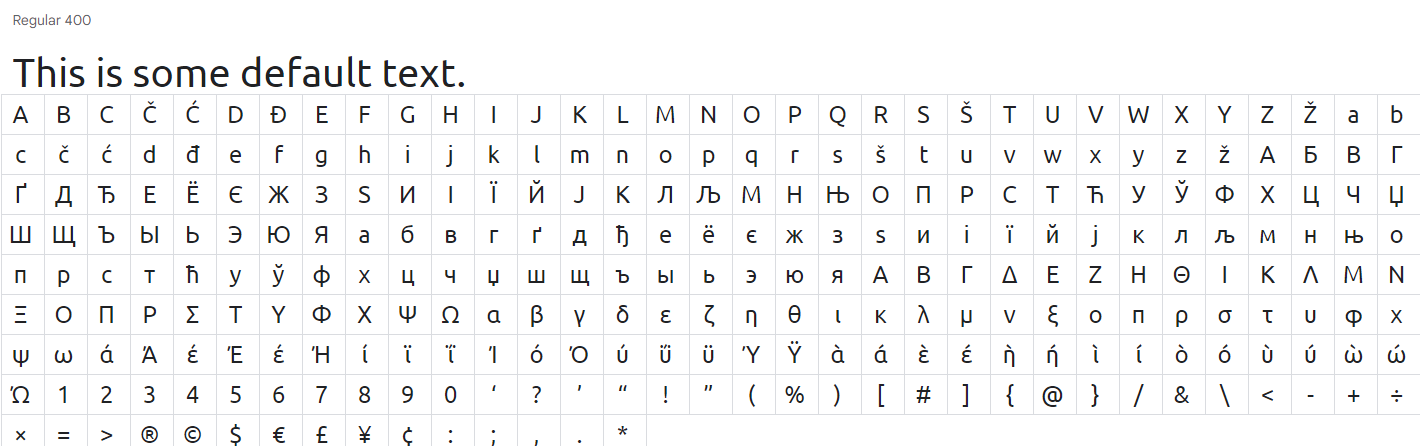 Regular 400
This is some default text.
A B C Č Ć D Đ E F G H I J K L M N O P Q R S Š T U V W X Y Z Ž a b
c č ć d đ e f g h i j k l m n o p q r s š t u v w x y z ž А Б В Г
Ґ Д Ђ Е Ё Є Ж З Ѕ И І Ї Й Ј К Л Љ М Н Њ О П Р С Т Ћ У Ў Ф Х Ц Ч Џ
Ш Щ Ъ Ы Ь Э Ю Я а б в г ґ д ђ е ё є ж з ѕ и і ї й ј к л љ м н њ о
п р с т ћ у ў ф х ц ч џ ш щ ъ ы ь э ю я Α Β Γ Δ Ε Ζ Η Θ Ι Κ Λ Μ Ν
Ξ Ο Π Ρ Σ Τ Υ Φ Χ Ψ Ω α β γ δ ε ζ η θ ι κ λ μ ν ξ ο π ρ σ τ υ φ χ
ψ ω ά Ά έ Έ έ Ή ί ϊ ΐ Ί ό Ό ύ ΰ ϋ Ύ Ϋ ὰ ά ὲ έ ὴ ή ὶ ί ὸ ό ὺ ύ ὼ ώ
Ώ 1 2 3 4 5 6 7 8 9 0 ‘ ? ’ “ ! ” ( % ) [ # ] { @ } / & \ < - + ÷
× = > ® © $ € £ ¥ ¢ : ; , . *